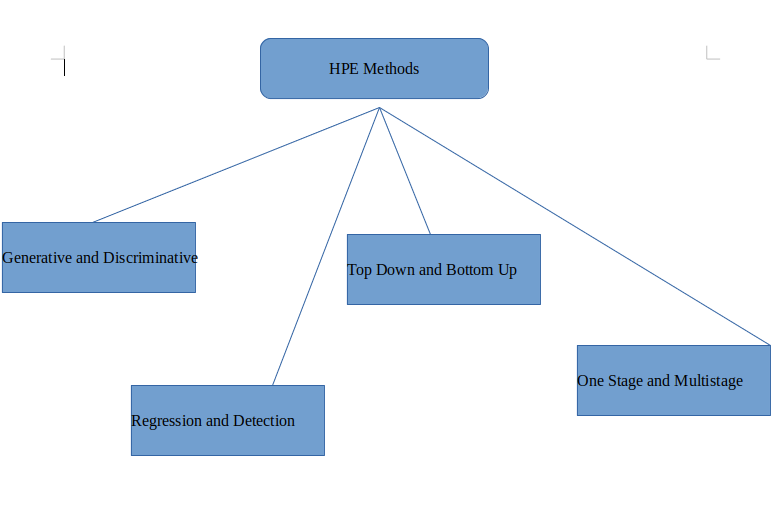 HPE Methods
Generative and Discriminative
Top Down and Bottom Up
One Stage and Multistage
Regression and Detection